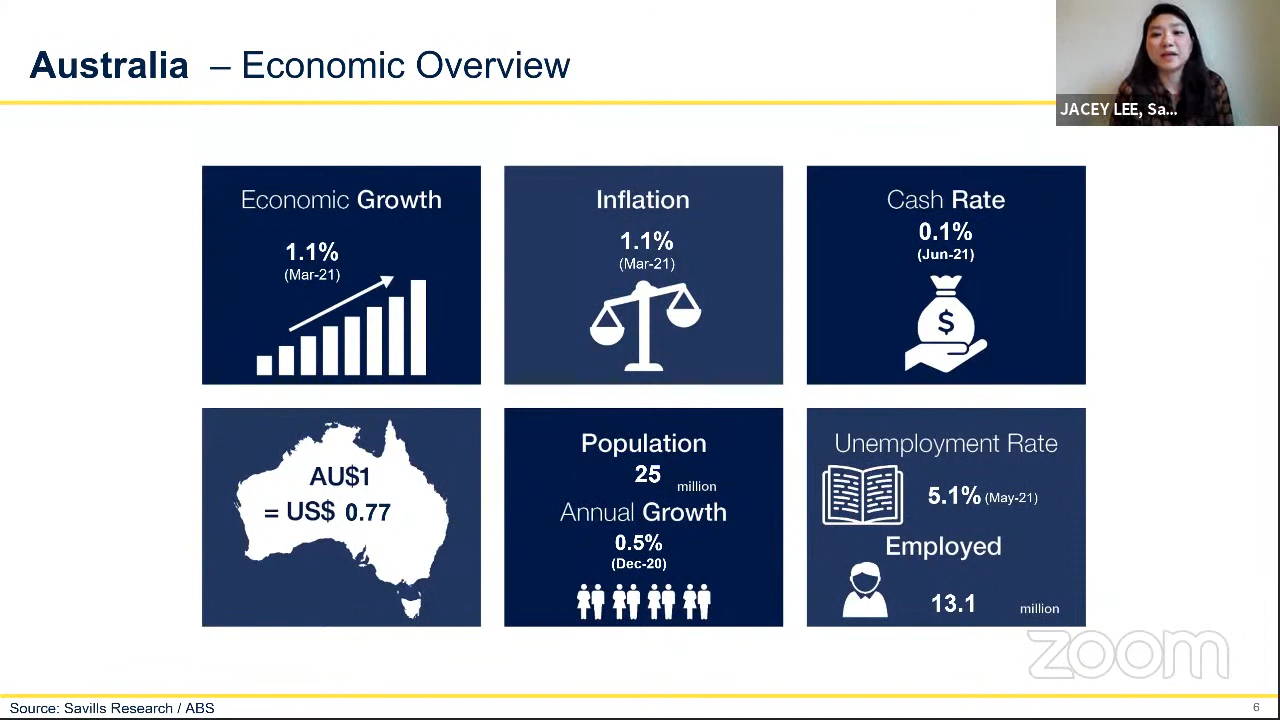 Australia – Economic Overview
JACEY LEE, Sa...
Economic Growth
1.1%
(Mar-21)
Inflation
1.1%
(Mar-21)
Cash Rate
0.1%
(Jun-21)
$
AU$1
= US$ 0.77
Population
25 million
Annual Growth
0.5%
(Dec-20)
Unemployment Rate
5.1% (May-21)
Employed
13.1 million
zoom
Source: Savills Research / ABS
6